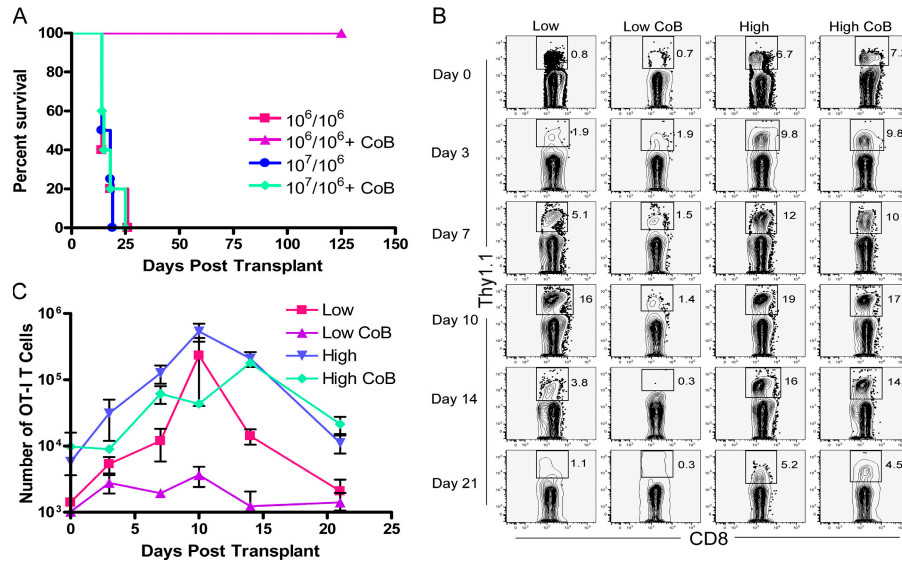 A
Percent survival
100
80
60
40
20
0
0 25 50 75 100 125 150
Days Post Transplant
10⁶/10⁶
10⁶/10⁶+ CoB
10⁷/10⁶
10⁷/10⁶+ CoB
C
Number of OT-I T Cells
10⁶
10⁵
10⁴
10³
0 5 10 15 20 25
Days Post Transplant
Low
Low CoB
High
High CoB
B
Low Low CoB High High CoB
Day 0 0.8 0.7 6.7
Day 3 1.9 1.9 9.8 9.8
Day 7 5.1 1.5 12 10
Day 10 16 1.4 19 17
Day 14 3.8 0.3 16 14
Day 21 1.1 0.3 5.2 4.5
Thy1.1
CD8